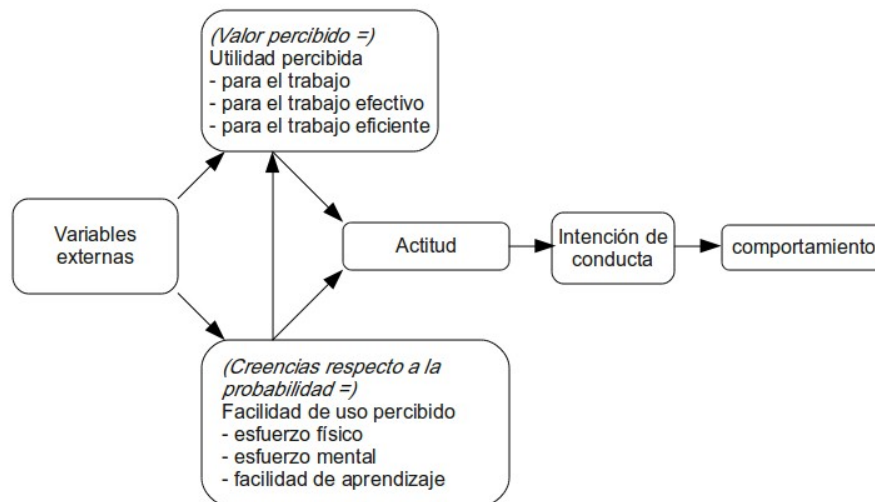 (Valor percibido =)
Utilidad percibida
- para el trabajo
- para el trabajo efectivo
- para el trabajo eficiente
Variables
externas
Actitud
Intención de
conducta
comportamiento
(Creencias respecto a la
probabilidad =)
Facilidad de uso percibido
- esfuerzo físico
- esfuerzo mental
- facilidad de aprendizaje